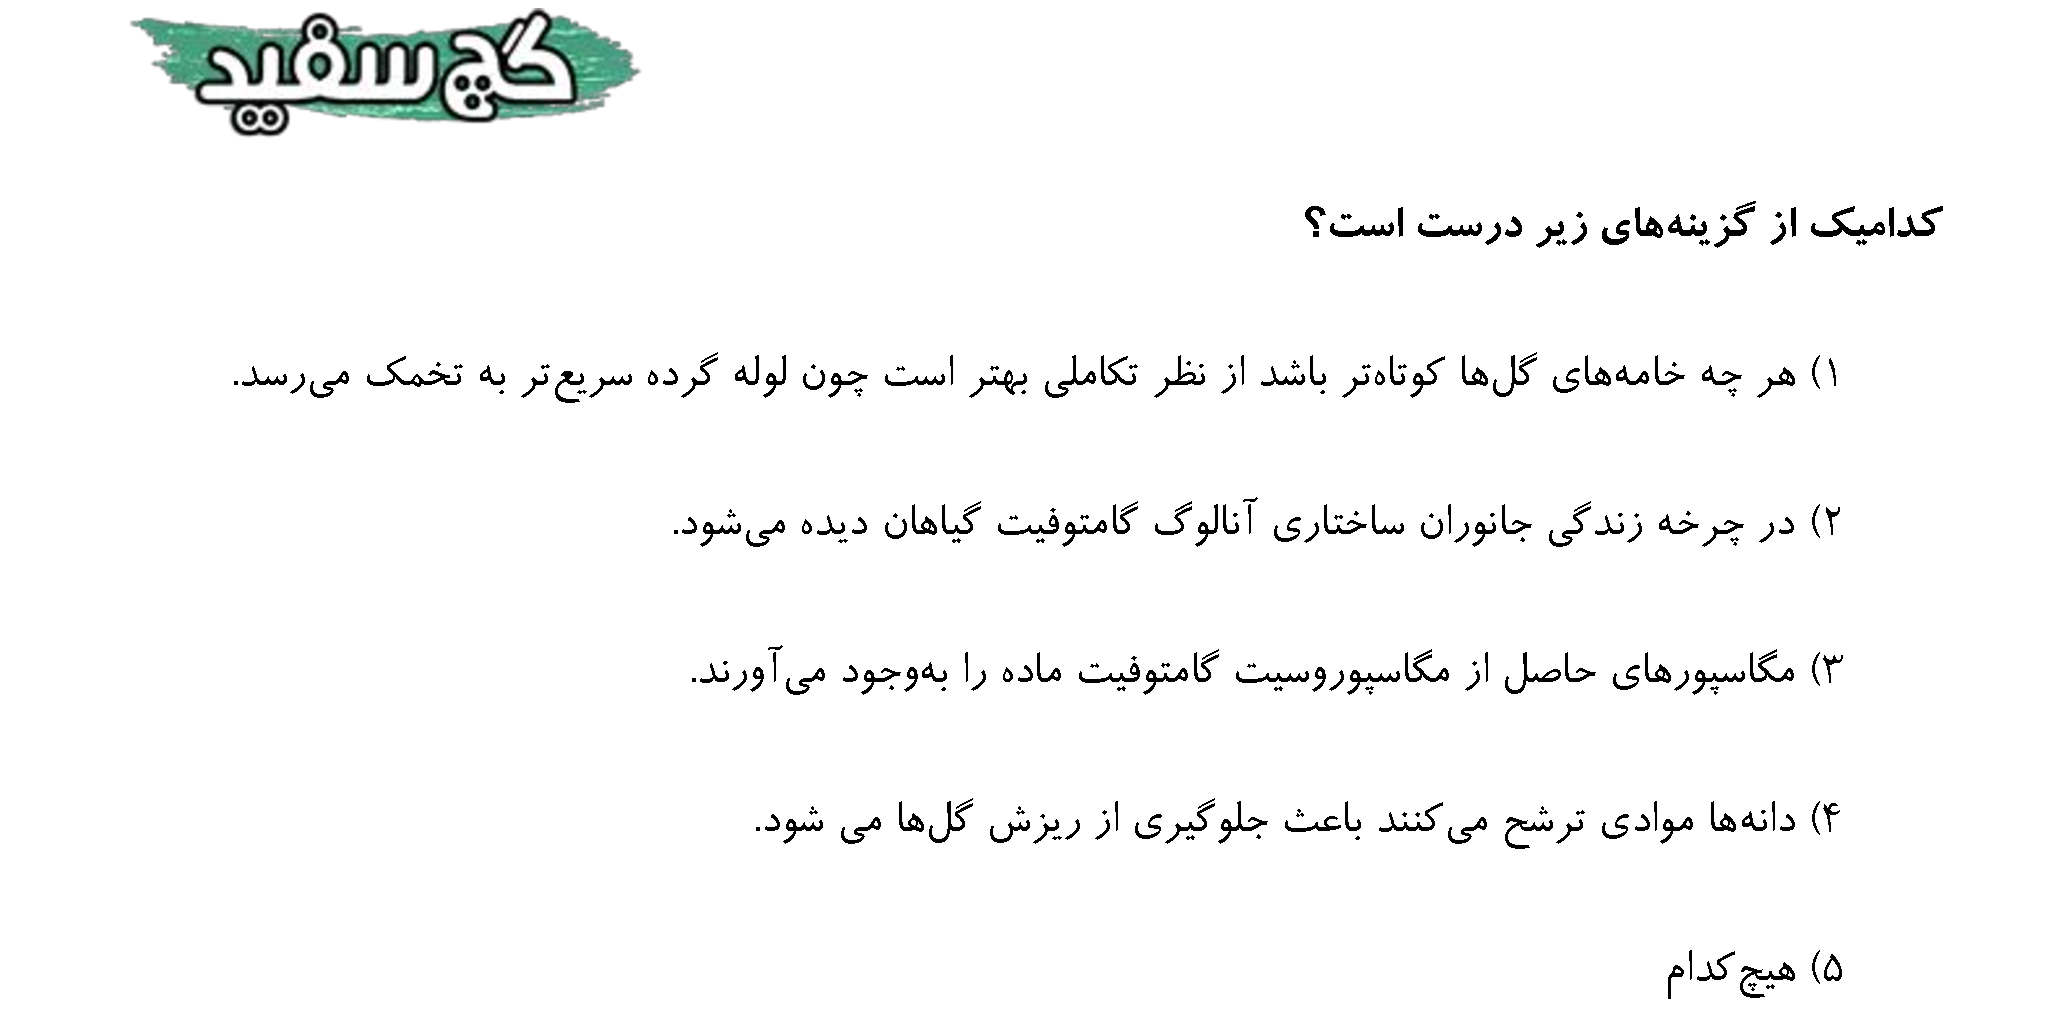 گچ سفید
کدامیک از گزینه‌های زیر درست است؟
۱) هر چه خامه‌های گل‌ها کوتاه‌تر باشد از نظر تکاملی بهتر است چون لوله گرده سریع‌تر به تخمک می‌رسد.
۲) در چرخه زندگی جانوران ساختاری آنالوگ گامتوفیت گیاهان دیده می‌شود.
۳) مگاسپورهای حاصل از مگاسپوروسیت گامتوفیت ماده را به‌وجود می‌آورند.
۴) دانه‌ها موادی ترشح می‌کنند باعث جلوگیری از ریزش گل‌ها می شود.
۵) هیچ‌کدام